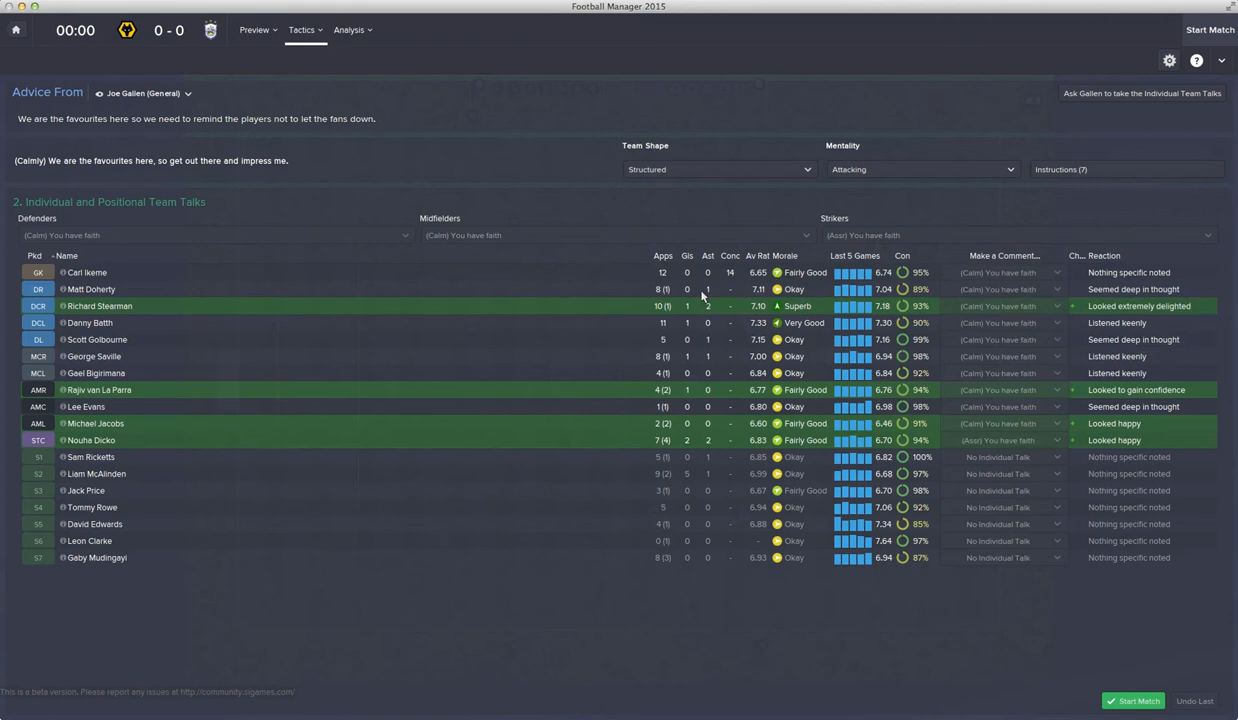 Football Manager 2015
00:00 0 - 0 Preview Tactics Analysis Start Match
?
Advice From Joe Gallen (General) Ask Gallen to take the Individual Team Talks
We are the favourites here so we need to remind the players not to let the fans down.
Team Shape Mentality
(Calmly) We are the favourites here, so get out there and impress me.
Structured Attacking Instructions (7)
2. Individual and Positional Team Talks
Defenders Midfielders Strikers
(Calm) You have faith (Calm) You have faith (Assr) You have faith
Pkd Name Apps Gls Ast Conc Av Rat Morale Last 5 Games Con Make a Comment... Ch... Reaction
GK Carl Ikeme 12 0 0 14 6.65 Fairly Good 6.74 95% (Calm) You have faith Nothing specific noted
DR Matt Doherty 8 (1) 0 1 - 7.11 Okay 7.04 89% (Calm) You have faith Seemed deep in thought
DCR Richard Stearman 10 (1) 1 2 - 7.10 Superb 7.18 93% (Calm) You have faith + Looked extremely delighted
DCL Danny Batth 11 1 0 - 7.33 Very Good 7.30 90% (Calm) You have faith Listened keenly
DL Scott Golbourne 5 0 1 - 7.15 Okay 7.16 99% (Calm) You have faith Seemed deep in thought
MCR George Saville 8 (1) 1 1 - 7.00 Okay 6.94 98% (Calm) You have faith Listened keenly
MCL Gael Bigirimana 4 (1) 0 0 - 6.84 Okay 6.84 92% (Calm) You have faith Listened keenly
AMR Rajiv van La Parra 4 (2) 1 0 - 6.77 Fairly Good 6.76 94% (Calm) You have faith + Looked to gain confidence
AMC Lee Evans 1 (1) 0 0 - 6.80 Okay 6.98 98% (Calm) You have faith Seemed deep in thought
AML Michael Jacobs 2 (2) 0 0 - 6.60 Fairly Good 6.46 91% (Calm) You have faith + Looked happy
STC Nouha Dicko 7 (4) 2 2 - 6.83 Fairly Good 6.70 94% (Assr) You have faith + Looked happy
S1 Sam Ricketts 5 (1) 0 1 - 6.85 Okay 6.82 100% No Individual Talk Nothing specific noted
S2 Liam McAlinden 9 (2) 5 1 - 6.99 Okay 6.68 97% No Individual Talk Nothing specific noted
S3 Jack Price 3 (1) 0 0 - 6.67 Fairly Good 6.70 98% No Individual Talk Nothing specific noted
S4 Tommy Rowe 5 0 0 - 6.94 Okay 7.06 92% No Individual Talk Nothing specific noted
S5 David Edwards 4 (1) 0 0 - 6.88 Okay 7.34 85% No Individual Talk Nothing specific noted
S6 Leon Clarke 0 (1) 0 0 - - Okay 7.64 97% No Individual Talk Nothing specific noted
S7 Gaby Mudingayi 8 (3) 0 0 - 6.93 Okay 6.94 87% No Individual Talk Nothing specific noted
This is a beta version. Please report any issues at http://community.sigames.com/
Start Match Undo Last